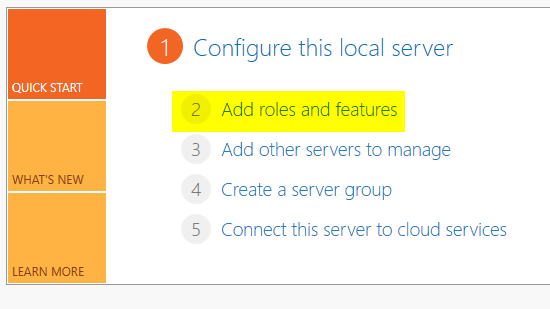 QUICK START
WHAT'S NEW
LEARN MORE
1 Configure this local server
2 Add roles and features
3 Add other servers to manage
4 Create a server group
5 Connect this server to cloud services